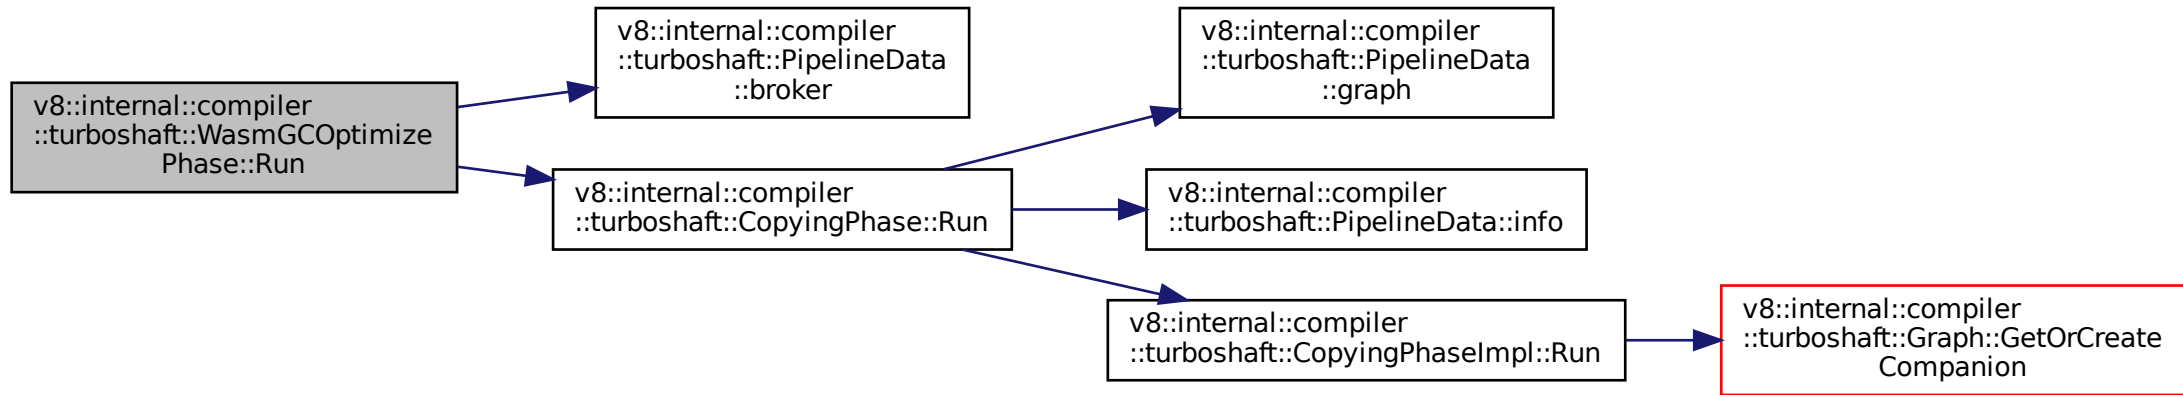 v8::internal::compiler
::turboshaft::WasmGCOptimize
Phase::Run
v8::internal::compiler
::turboshaft::PipelineData
::broker
v8::internal::compiler
::turboshaft::CopyingPhase::Run
v8::internal::compiler
::turboshaft::PipelineData
::graph
v8::internal::compiler
::turboshaft::PipelineData::info
v8::internal::compiler
::turboshaft::CopyingPhaseImpl::Run
v8::internal::compiler
::turboshaft::Graph::GetOrCreate
Companion